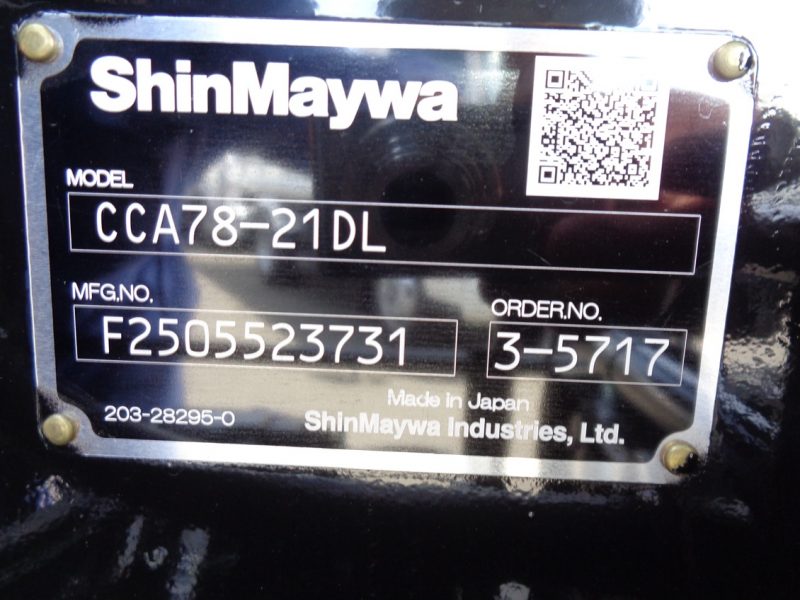 ShinMaywa
MODEL
CCA78-21DL
MFG.NO.
F2505523731
ORDER.NO.
3-5717
203-28295-0
Made in Japan
ShinMaywa Industries, Ltd.